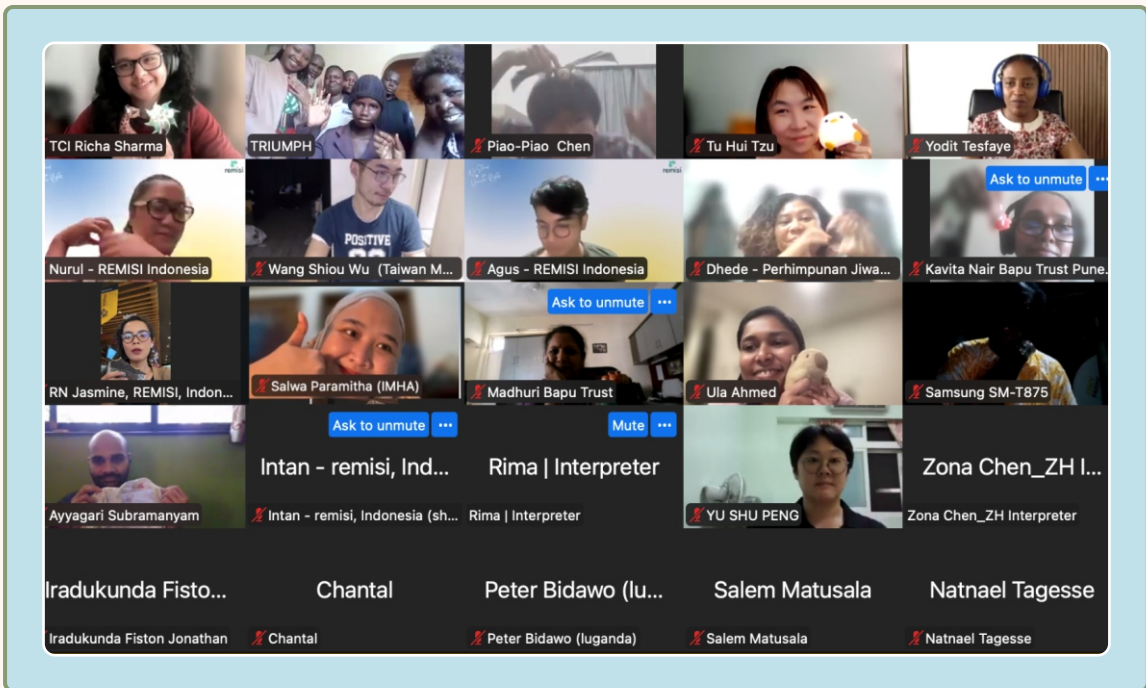 TCI Richa Sharma
TRIUMPH
Piao-Piao Chen
Tu Hui Tzu
Yodit Tesfaye
remisi
remisi
Ask to unmute
POSITIVE
Nurul - REMISI Indonesia
Wang Shiou Wu (Taiwan M...
Agus - REMISI Indonesia
Dhede - Perhimpunan Jiwa...
Kavita Nair Bapu Trust Pune.
Ask to unmute
RN Jasmine, REMISI, Indon...
Salwa Paramitha (IMHA)
Madhuri Bapu Trust
Ula Ahmed
Samsung SM-T875
Ask to unmute
Mute
Intan - remisi, Ind...
Rima | Interpreter
Zona Chen_ZH I...
Ayyagari Subramanyam
Intan - remisi, Indonesia (sh...
Rima | Interpreter
YU SHU PENG
Zona Chen_ZH Interpreter
Iradukunda Fisto...
Chantal
Peter Bidawo (lu...
Salem Matusala
Natnael Tagesse
Iradukunda Fiston Jonathan
Chantal
Peter Bidawo (luganda)
Salem Matusala
Natnael Tagesse